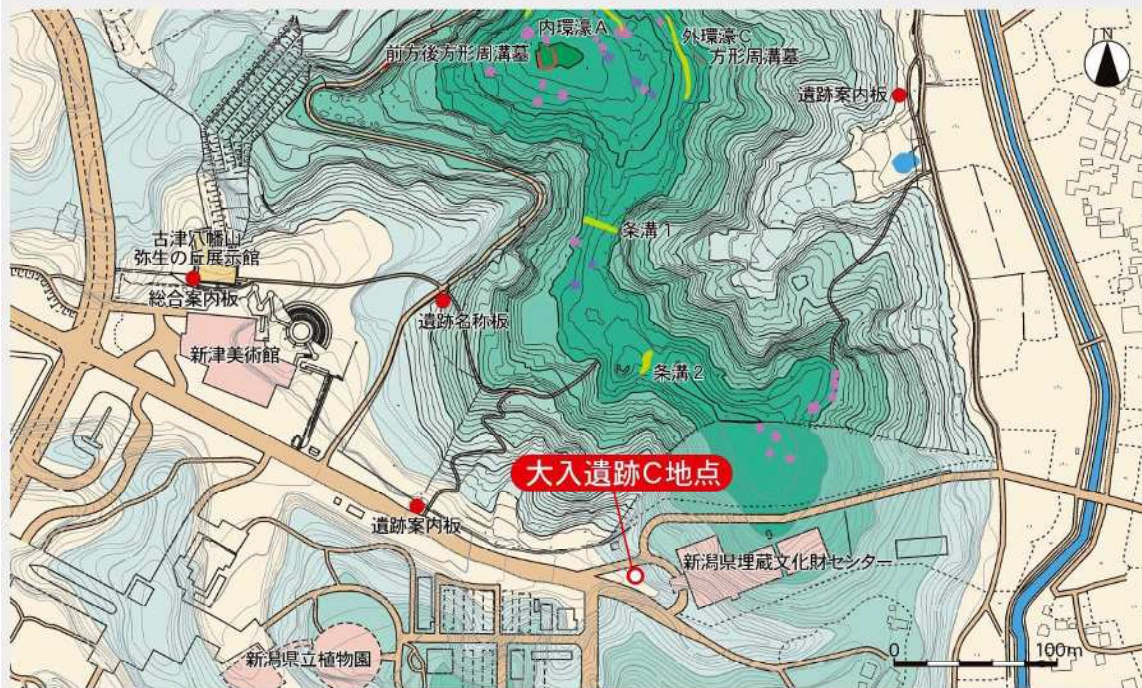 N
内環濠A
外環濠C
前方後方形周溝墓
方形周溝墓
遺跡案内板
条溝1
古津八幡山
弥生の丘展示館
総合案内板
遺跡名称板
新津美術館
条溝2
大入遺跡C地点
遺跡案内板
新潟県埋蔵文化財センター
新潟県立植物園
0 100m